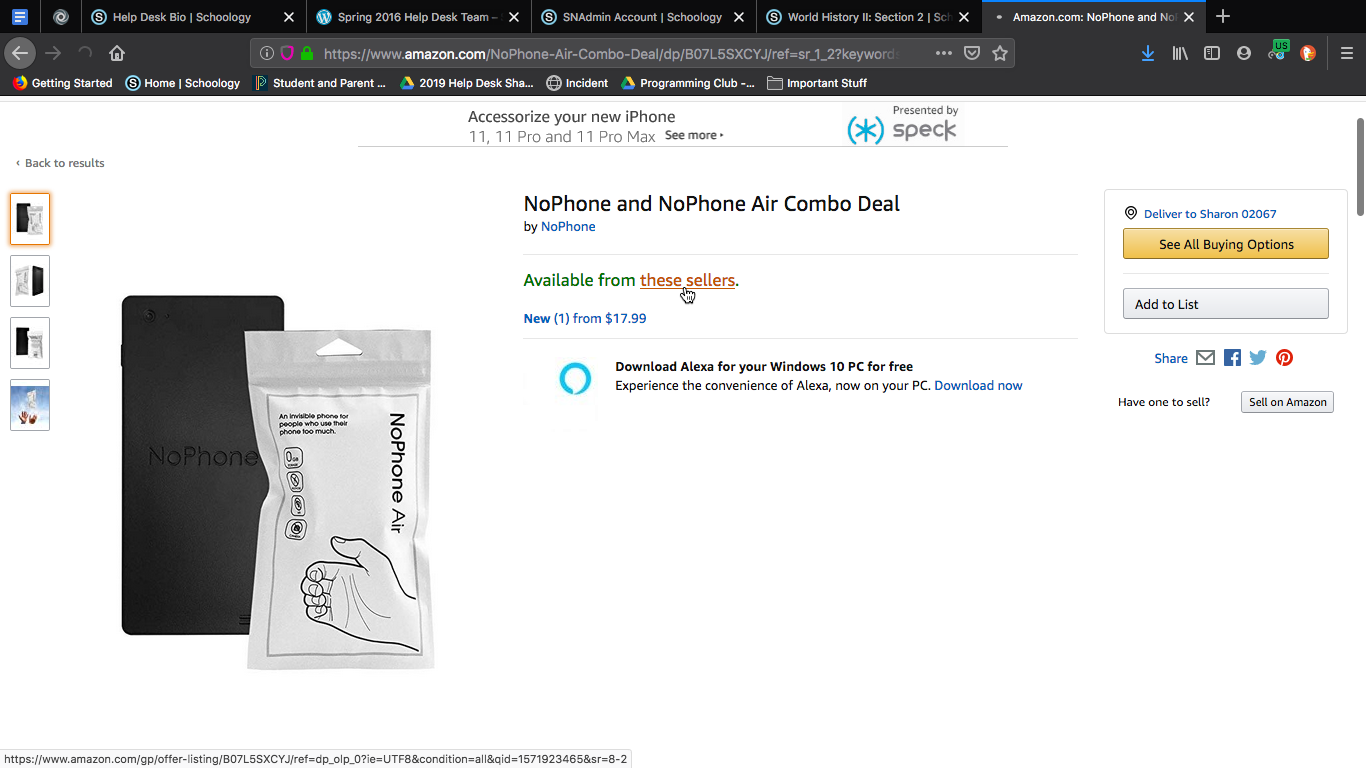 Help Desk Bio | Schoology
Spring 2016 Help Desk Team –
SNAdmin Account | Schoology
World History II: Section 2 | Sch
Amazon.com: NoPhone and No
https://www.amazon.com/NoPhone-Air-Combo-Deal/dp/B07L5SXCYJ/ref=sr_1_2?keywords
US
Getting Started
Home | Schoology
Student and Parent ...
2019 Help Desk Sha...
Incident
Programming Club -...
Important Stuff
Accessorize your new iPhone
11, 11 Pro and 11 Pro Max See more ›
Presented by
speck
‹ Back to results
NoPhone and NoPhone Air Combo Deal
by NoPhone
Available from these sellers.
New (1) from $17.99
Download Alexa for your Windows 10 PC for free
Experience the convenience of Alexa, now on your PC. Download now
Deliver to Sharon 02067
See All Buying Options
Add to List
Share
Have one to sell?
Sell on Amazon
NoPhone
An invisible phone for
people who use their
phone too much.
NoPhone Air
https://www.amazon.com/gp/offer-listing/B07L5SXCYJ/ref=dp_olp_0?ie=UTF8&condition=all&qid=1571923465&sr=8-2